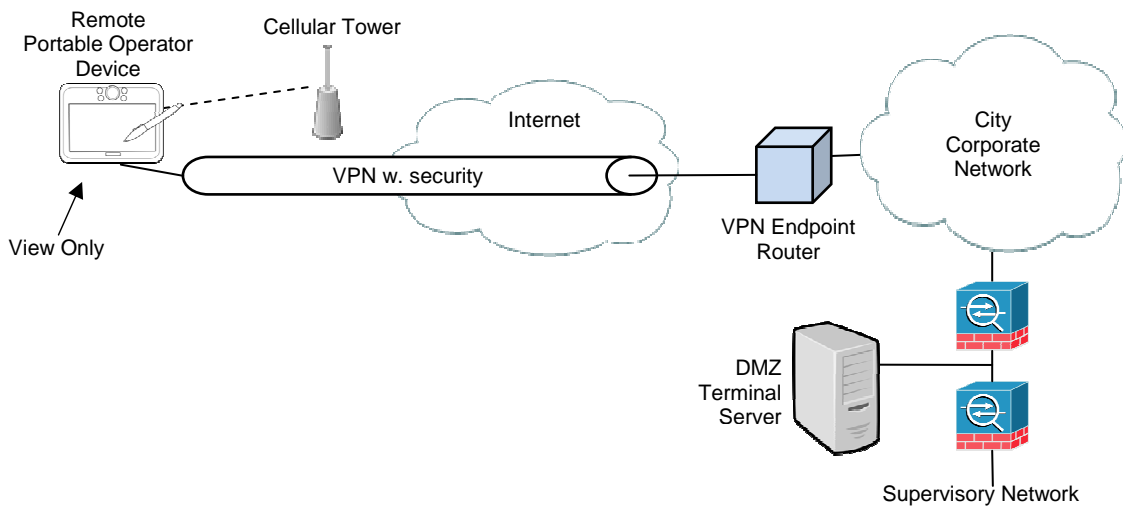 Remote
Portable Operator
Device
Cellular Tower
Internet
City
Corporate
Network
VPN w. security
VPN Endpoint
Router
View Only
DMZ
Terminal
Server
Supervisory Network